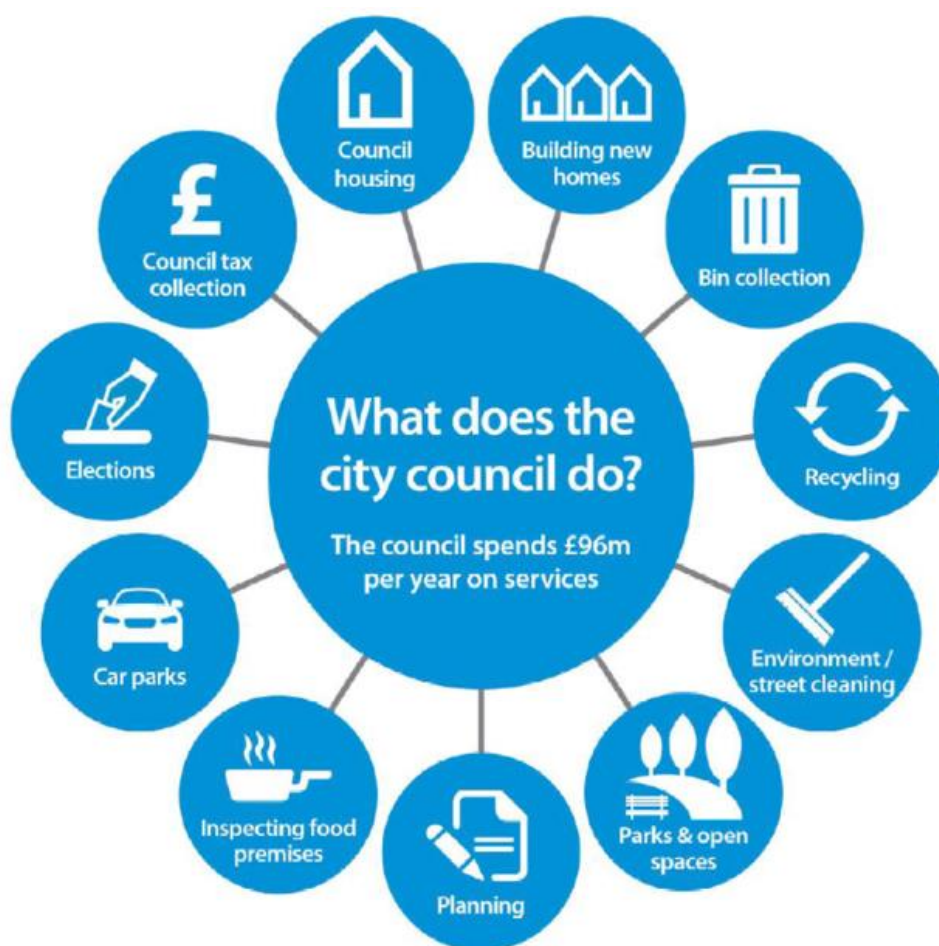 Council
housing
Building new
homes
£
Council tax
collection
Bin collection
What does the
city council do?
The council spends £96m
per year on services
Elections
Recycling
Car parks
Environment /
street cleaning
Inspecting food
premises
Parks & open
spaces
Planning